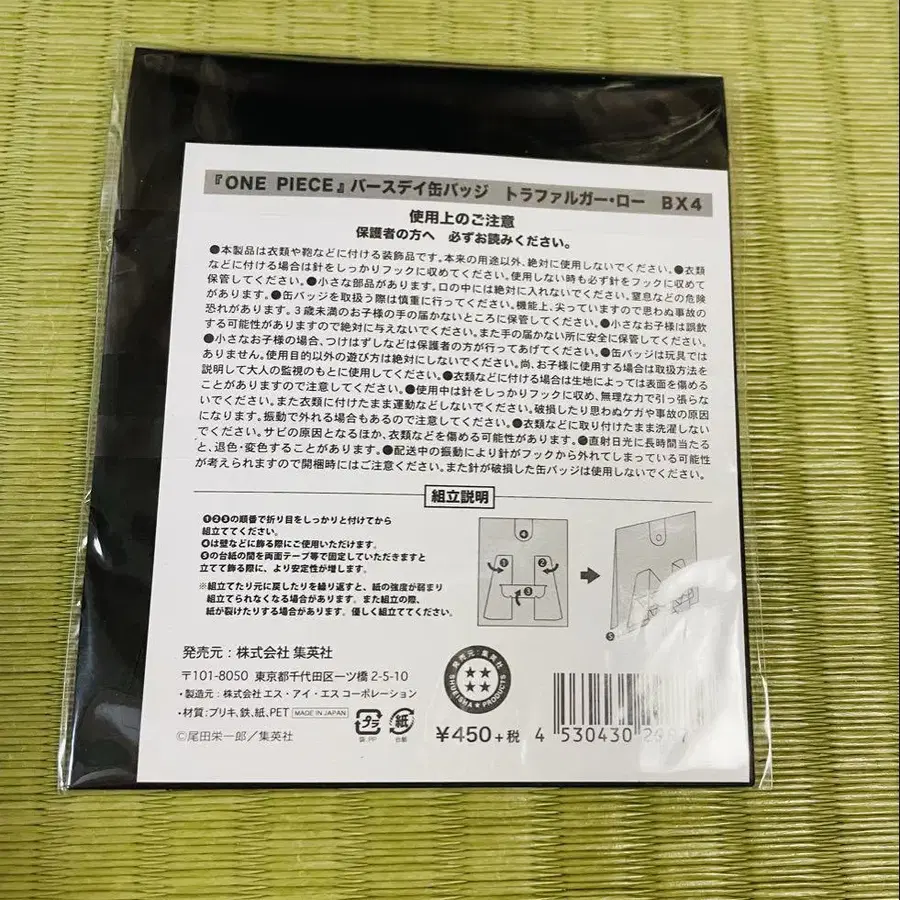 『ONE PIECE』バースデイ缶バッジ トラファルガー・ロー BX4
使用上のご注意
保護者の方へ 必ずお読みください。
●本製品は衣類や鞄などに付ける装飾品です。本来の用途以外、絶対に使用しないでください。●衣類
などに付ける場合は針をしっかりフックに収めてください。使用しない時も必ず針をフックに収めて
保管してください。●小さな部品があります。口の中には絶対に入れないでください。窒息などの危険
があります。●缶バッジを取扱う際は慎重に行ってください。機能上、尖っていますので思わぬ事故の
恐れがあります。3歳未満のお子様の手の届かないところに保管してください。●小さなお子様は誤飲
する可能性がありますので絶対に与えないでください。また手の届かない所に安全に保管してください。
●小さなお子様の場合、つけはずしなどは保護者の方が行ってあげてください。●缶バッジは玩具では
ありません。使用目的以外の遊び方は絶対にしないでください。尚、お子様に使用する場合は取扱方法を
説明して大人の監視のもとに使用してください。●衣類などに付ける場合は生地によっては表面を傷める
ことがありますので注意してください。●使用中は針をしっかりフックに収め、無理な力で引っ張らな
いでください。また衣類に付けたまま運動などしないでください。破損したり思わぬケガや事故の原因
になります。振動で外れる場合もあるので注意してください。●衣類などに取り付けたまま洗濯しない
でください。サビの原因となるほか、衣類などを傷める可能性があります。●直射日光に長時間当たる
と、退色・変色することがあります。●配送中の振動により針がフックから外れてしまっている可能性
が考えられますので開梱時にはご注意ください。また針が破損した缶バッジは使用しないでください。
組立説明
❶❷❸の順番で折り目をしっかりと付けてから
組立ててください。
❹は壁などに飾る際にご使用いただけます。
❺の台紙の間を両面テープ等で固定していただきますと
立てて飾る際に、より安定性が増します。
※組立てたり元に戻したりを繰り返すと、紙の強度が弱まり
組立てられなくなる場合があります。また組立の際、
紙が裂けたりする場合があります。優しく組立ててください。
❹
❶
❷
❸
❺
発売元：株式会社 集英社
〒101-8050 東京都千代田区一ツ橋 2-5-10
・製造元：株式会社 エス・アイ・エス コーポレーション
・材質：ブリキ,鉄,紙,PET MADE IN JAPAN
©尾田栄一郎／集英社
プラ
袋:PP
紙
台紙
発売元：集英社
SHUEISHA PRODUCTS
¥450+税
4 530430